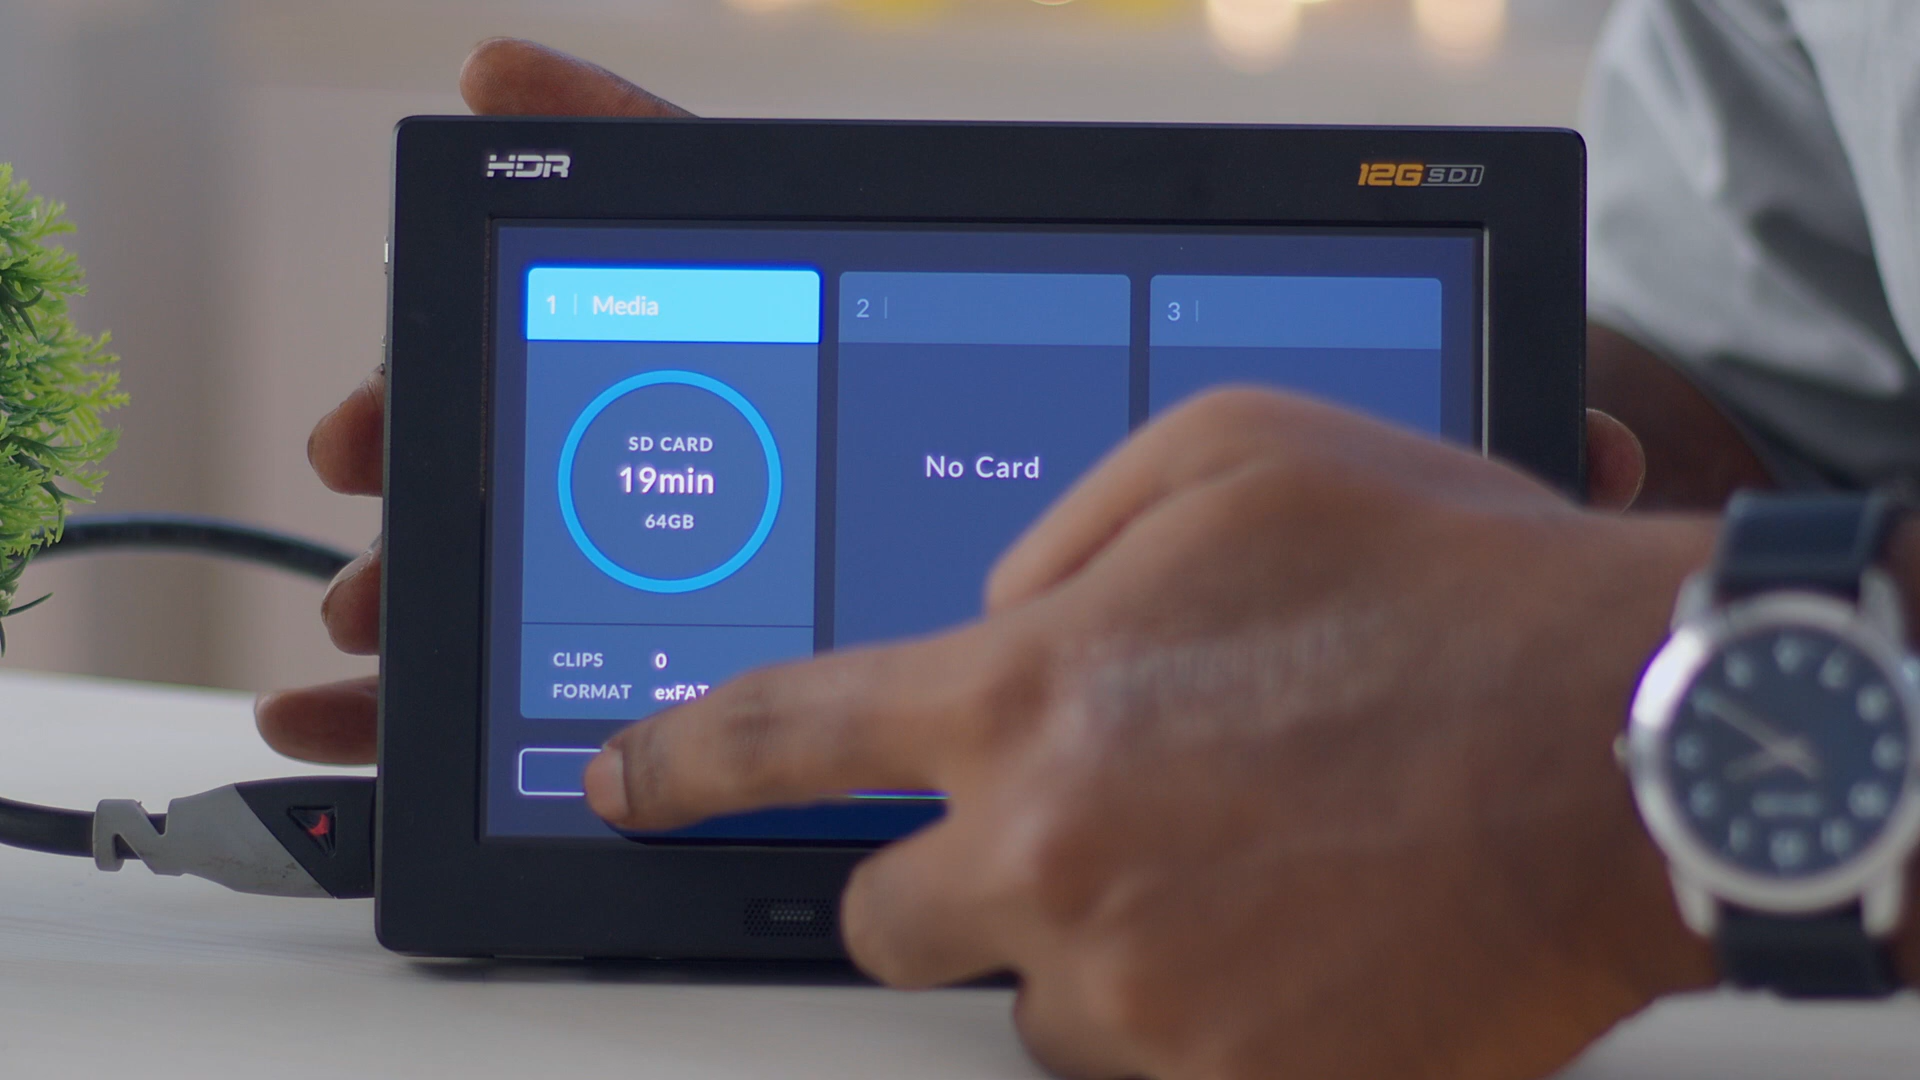 HDR
12G SDI
1 | Media
2 |
3 |
SD CARD
19min
64GB
No Card
CLIPS 0
FORMAT exFAT